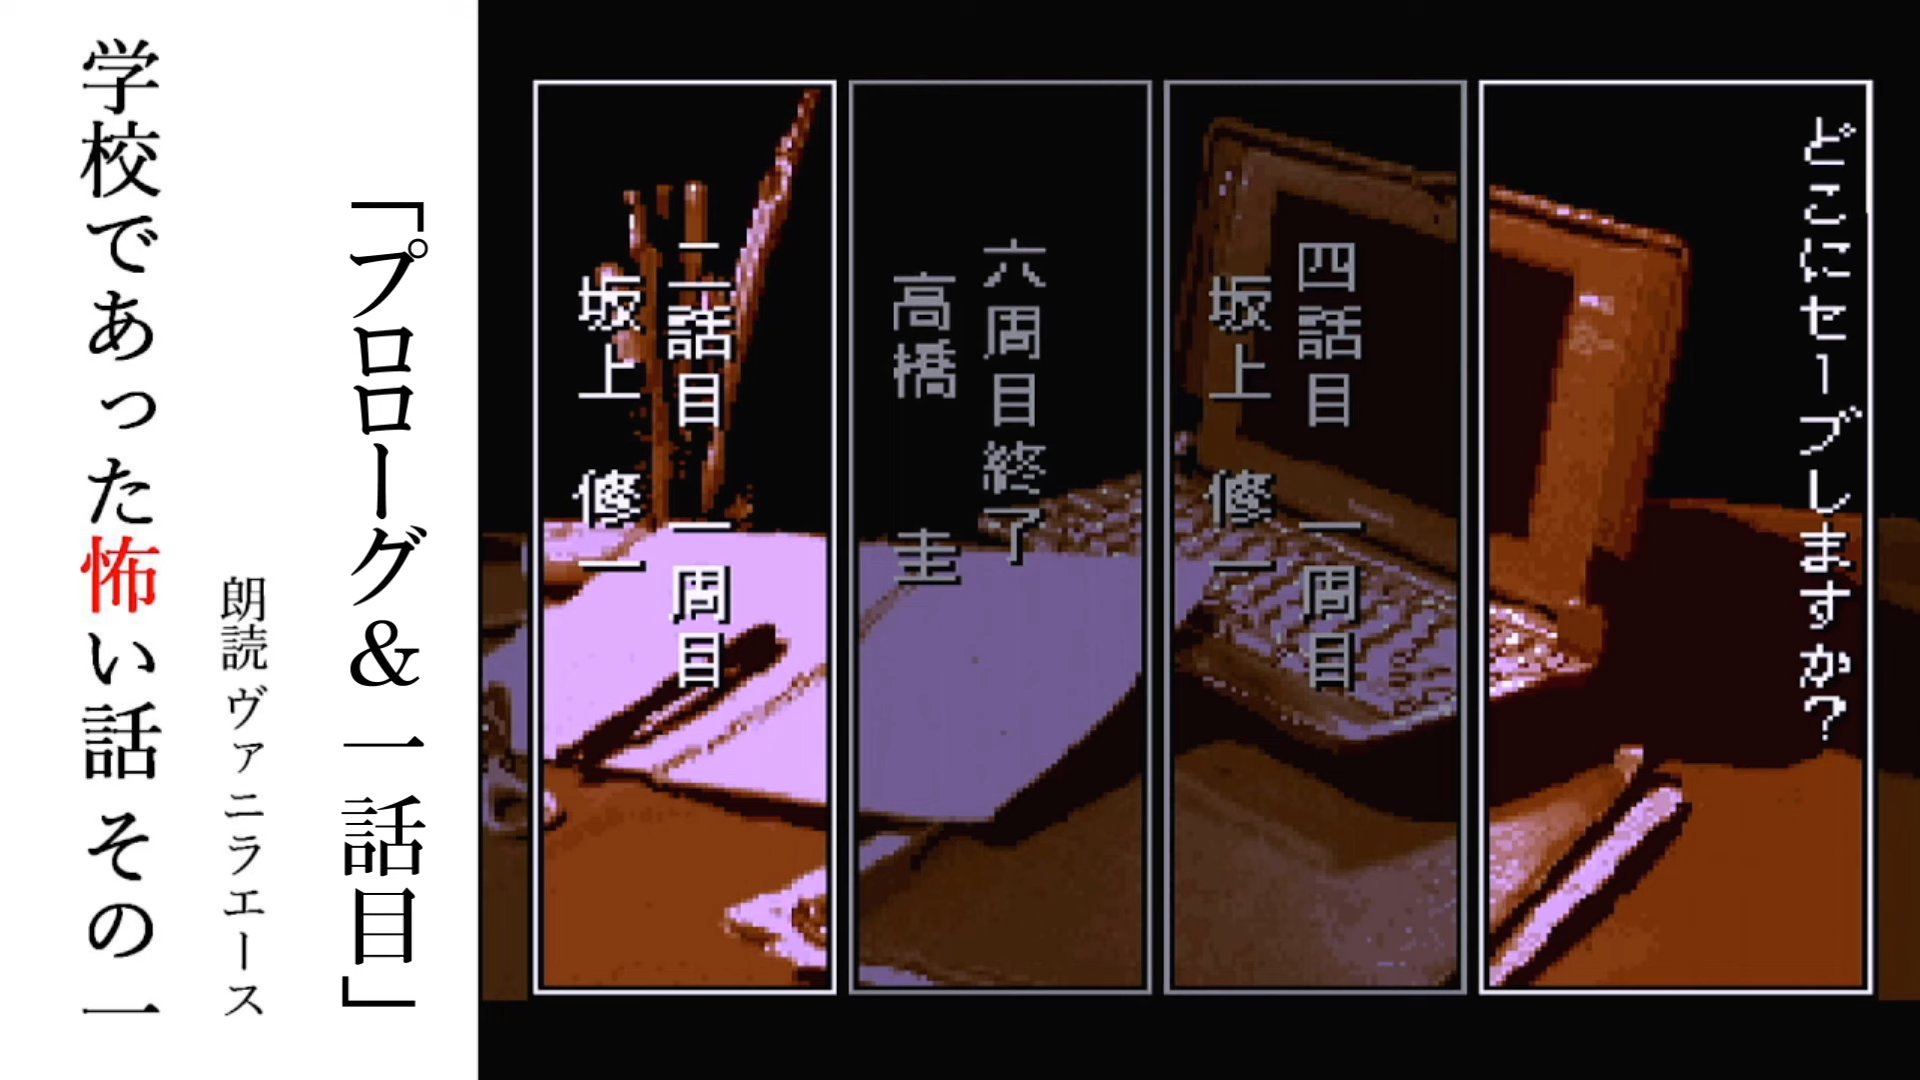 学校であった怖い話 その一
朗読 ヴァニラエース
「プロローグ & 一話目」
どこにセーブしますか?
四話目 一周目
坂上 修一
六周目終了
高橋 圭
二話目 一周目
坂上 修一